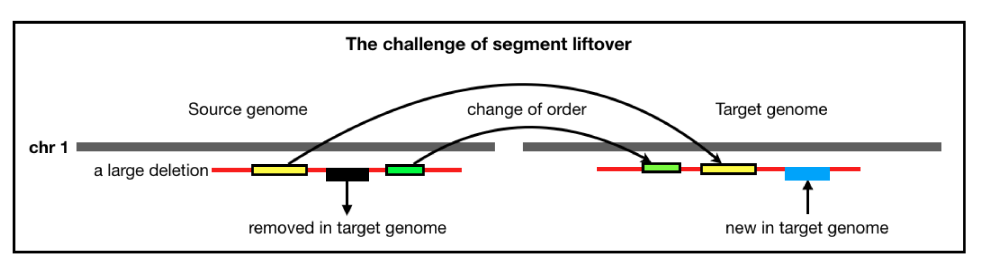 The challenge of segment liftover
Source genome
change of order
Target genome
chr 1
a large deletion
removed in target genome
new in target genome